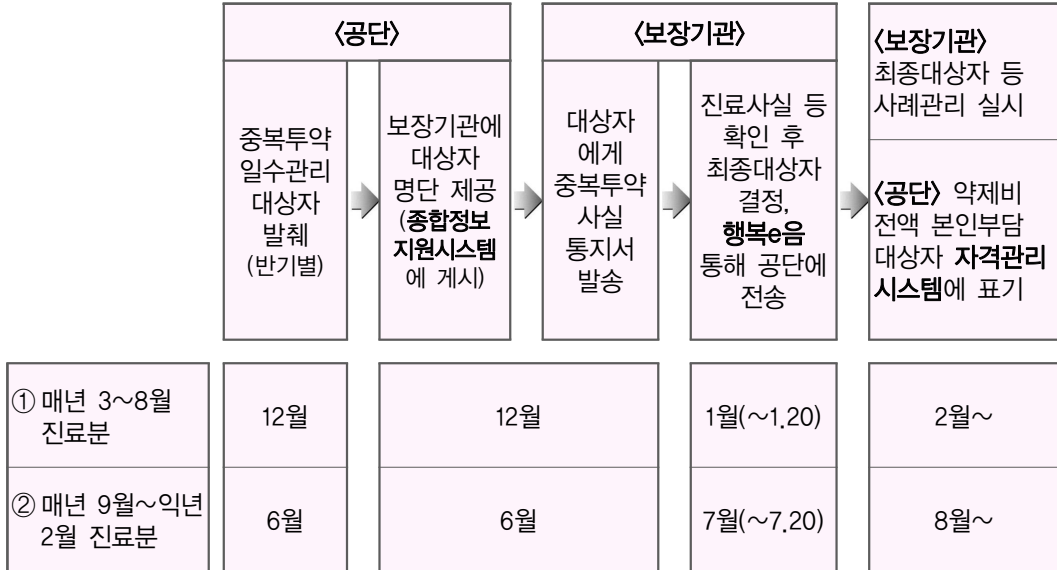 〈공단〉
〈보장기관〉
중복투약
일수관리
대상자
발췌
(반기별)
보장기관에
대상자
명단 제공
(종합정보
지원시스템
에 게시)
대상자
에게
중복투약
사실
통지서
발송
진료사실 등
확인 후
최종대상자
결정,
행복e음
통해 공단에
전송
〈보장기관〉
최종대상자 등
사례관리 실시
〈공단〉 약제비
전액 본인부담
대상자 자격관리
시스템에 표기
① 매년 3~8월
진료분
12월
12월
1월(~1.20)
2월~
② 매년 9월~익년
2월 진료분
6월
6월
7월(~7.20)
8월~